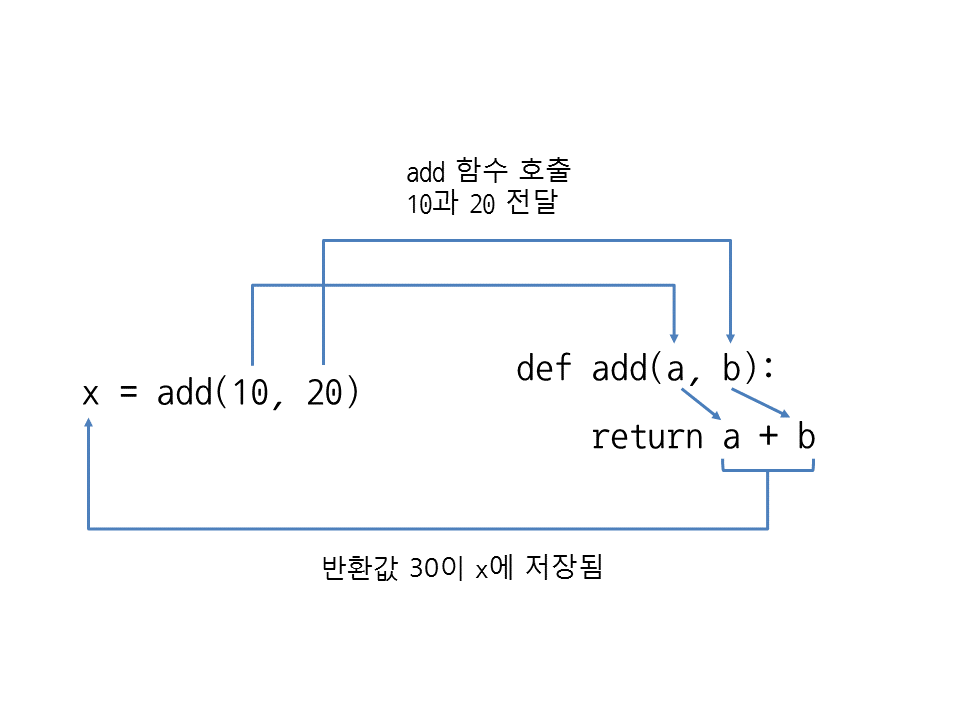 add 함수 호출
10과 20 전달
x = add(10, 20)
def add(a, b):
return a + b
반환값 30이 x에 저장됨